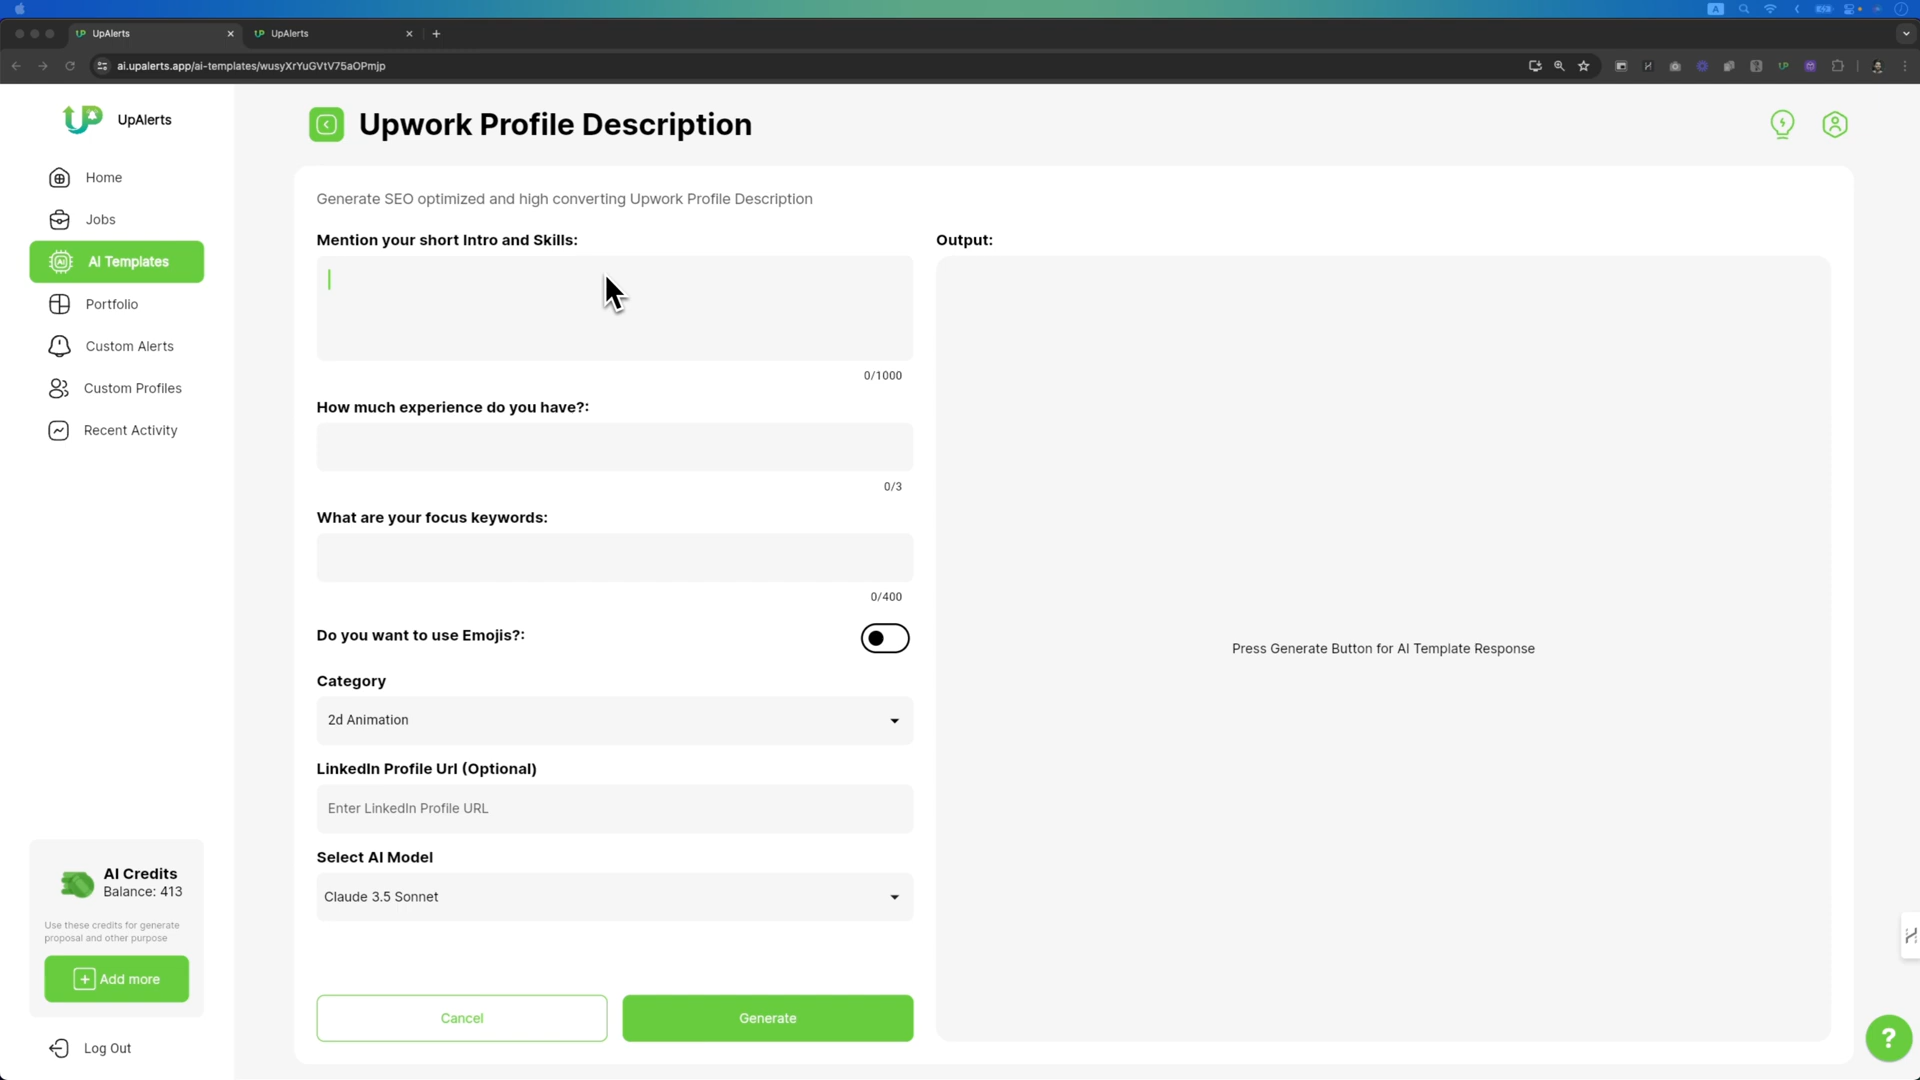 UpAlerts
UpAlerts
ai.upalerts.app/ai-templates/wusyXrYuGVtV75aOPmjp
UpAlerts
Home
Jobs
AI Templates
Portfolio
Custom Alerts
Custom Profiles
Recent Activity
AI Credits
Balance: 413
Use these credits for generate
proposal and other purpose
Add more
Log Out
Upwork Profile Description
Generate SEO optimized and high converting Upwork Profile Description
Mention your short Intro and Skills:
0/1000
How much experience do you have?:
0/3
What are your focus keywords:
0/400
Do you want to use Emojis?:
Category
2d Animation
LinkedIn Profile Url (Optional)
Enter LinkedIn Profile URL
Select AI Model
Claude 3.5 Sonnet
Cancel
Generate
Output:
Press Generate Button for AI Template Response
?